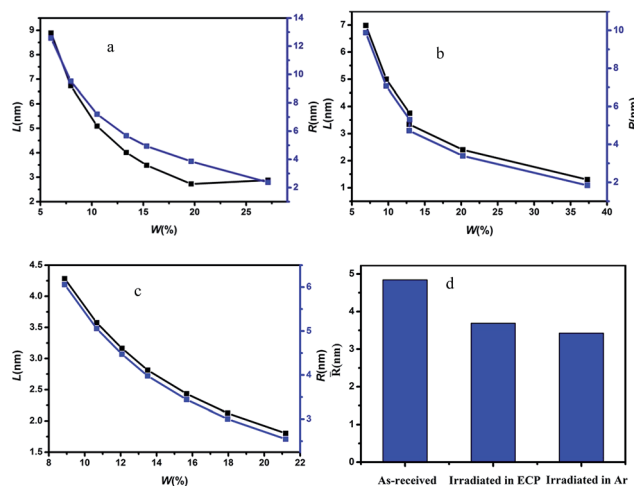 a
L(nm)
9
8
7
6
5
4
3
2
5 10 15 20 25
W(%)
14
12
10
8
6
4
2
R(nm)
b
L(nm)
7
6
5
4
3
2
1
5 10 15 20 25 30 35 40
W(%)
10
8
6
4
2
R(nm)
c
L(nm)
4.5
4.0
3.5
3.0
2.5
2.0
1.5
8 10 12 14 16 18 20 22
W(%)
6
5
4
3
R(nm)
d
R̅(nm)
5
4
3
2
1
0
As-received Irradiated in ECP Irradiated in Ar